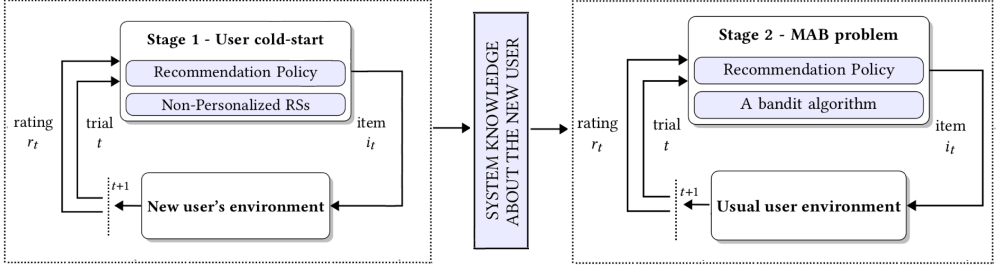 Stage 1 - User cold-start
Recommendation Policy
Non-Personalized RSs
rating
r_t
trial
t
item
i_t
t+1
New user's environment
SYSTEM KNOWLEDGE
ABOUT THE NEW USER
Stage 2 - MAB problem
Recommendation Policy
A bandit algorithm
rating
r_t
trial
t
item
i_t
t+1
Usual user environment